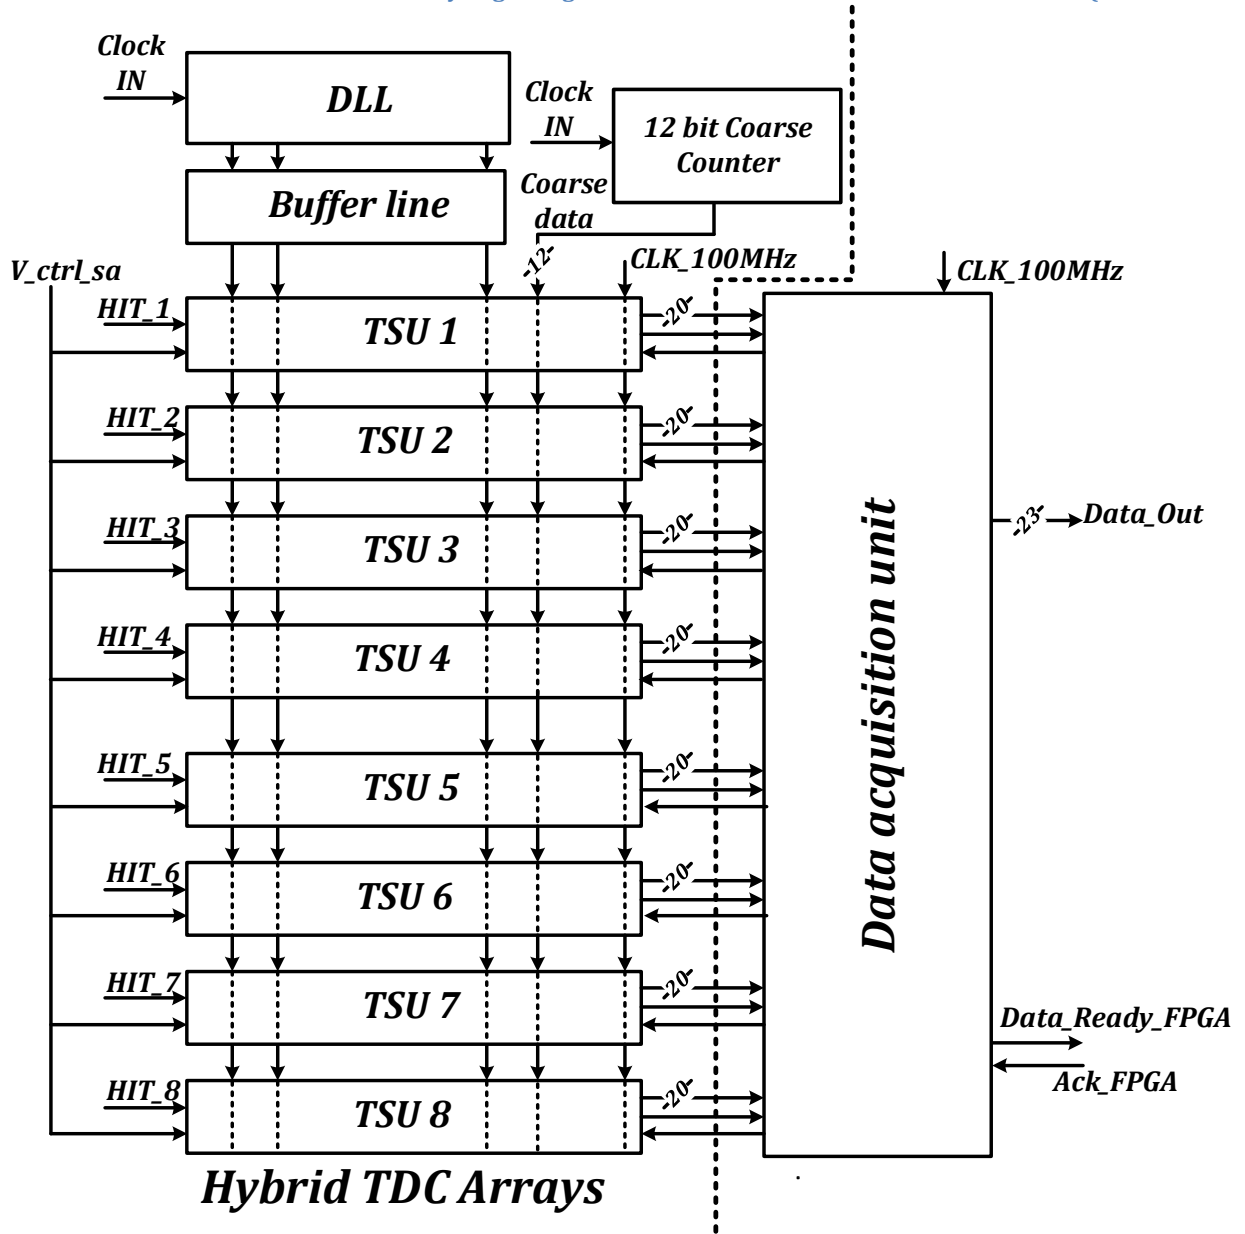 Clock
IN
DLL
Clock
IN
12 bit Coarse
Counter
Buffer line
Coarse
data
-12-
V_ctrl_sa
CLK_100MHz
CLK_100MHz
HIT_1
TSU 1
-20-
HIT_2
TSU 2
-20-
HIT_3
TSU 3
-20-
HIT_4
TSU 4
-20-
HIT_5
TSU 5
-20-
HIT_6
TSU 6
-20-
HIT_7
TSU 7
-20-
HIT_8
TSU 8
-20-
Data acquisition unit
-23-
Data_Out
Data_Ready_FPGA
Ack_FPGA
Hybrid TDC Arrays